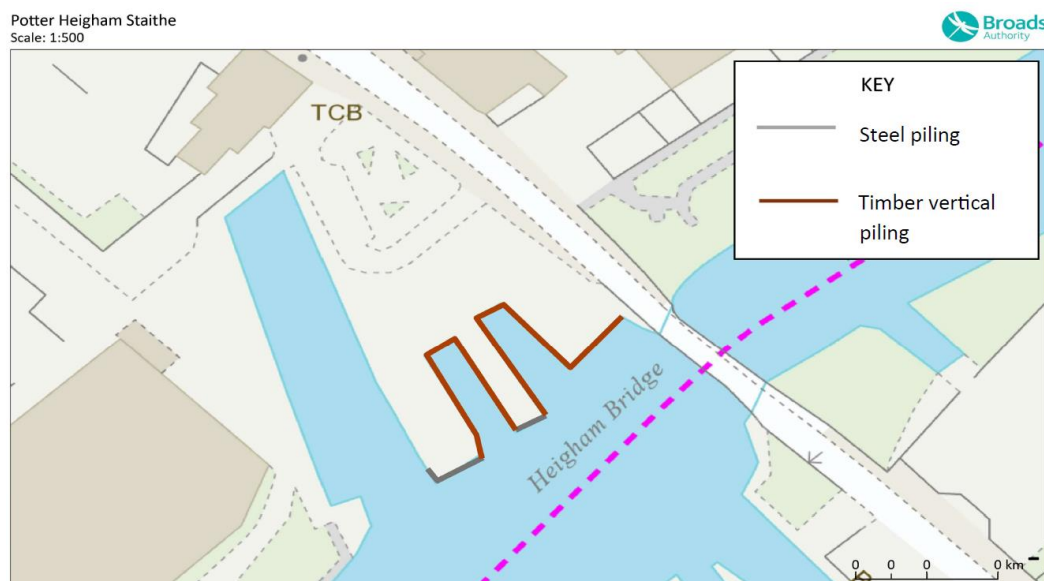 Potter Heigham Staithe
Scale: 1:500
Broads
Authority
KEY
Steel piling
Timber vertical
piling
TCB
Heigham Bridge
0 0 0 0 km